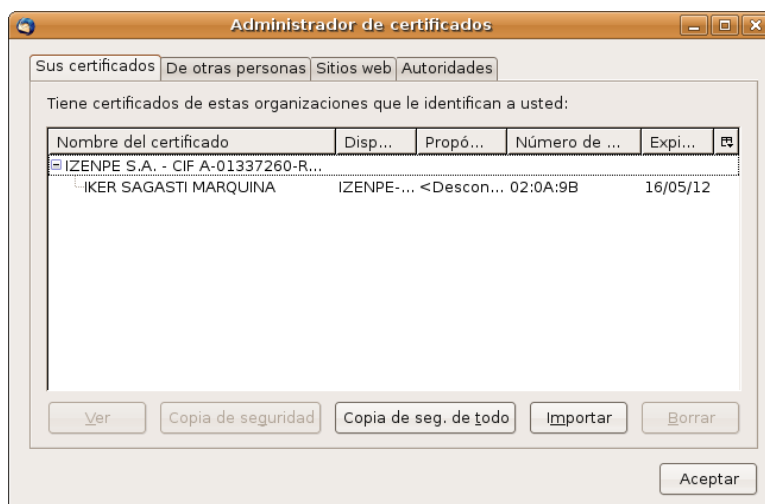 Administrador de certificados
Sus certificados De otras personas Sitios web Autoridades
Tiene certificados de estas organizaciones que le identifican a usted:
Nombre del certificado Disp... Propó... Número de ... Expi...
IZENPE S.A. - CIF A-01337260-R...
IKER SAGASTI MARQUINA IZENPE-... <Descon... 02:0A:9B 16/05/12
Ver Copia de seguridad Copia de seg. de todo Importar Borrar
Aceptar